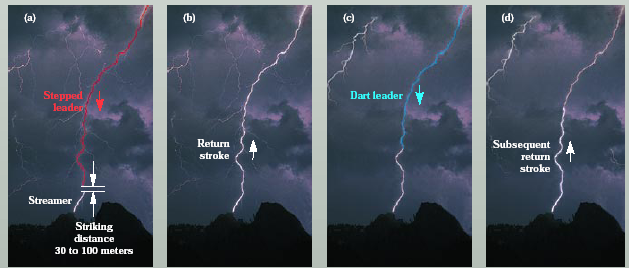 (a)
Stepped
leader
Streamer
Striking
distance
30 to 100 meters
(b)
Return
stroke
(c)
Dart leader
(d)
Subsequent
return
stroke